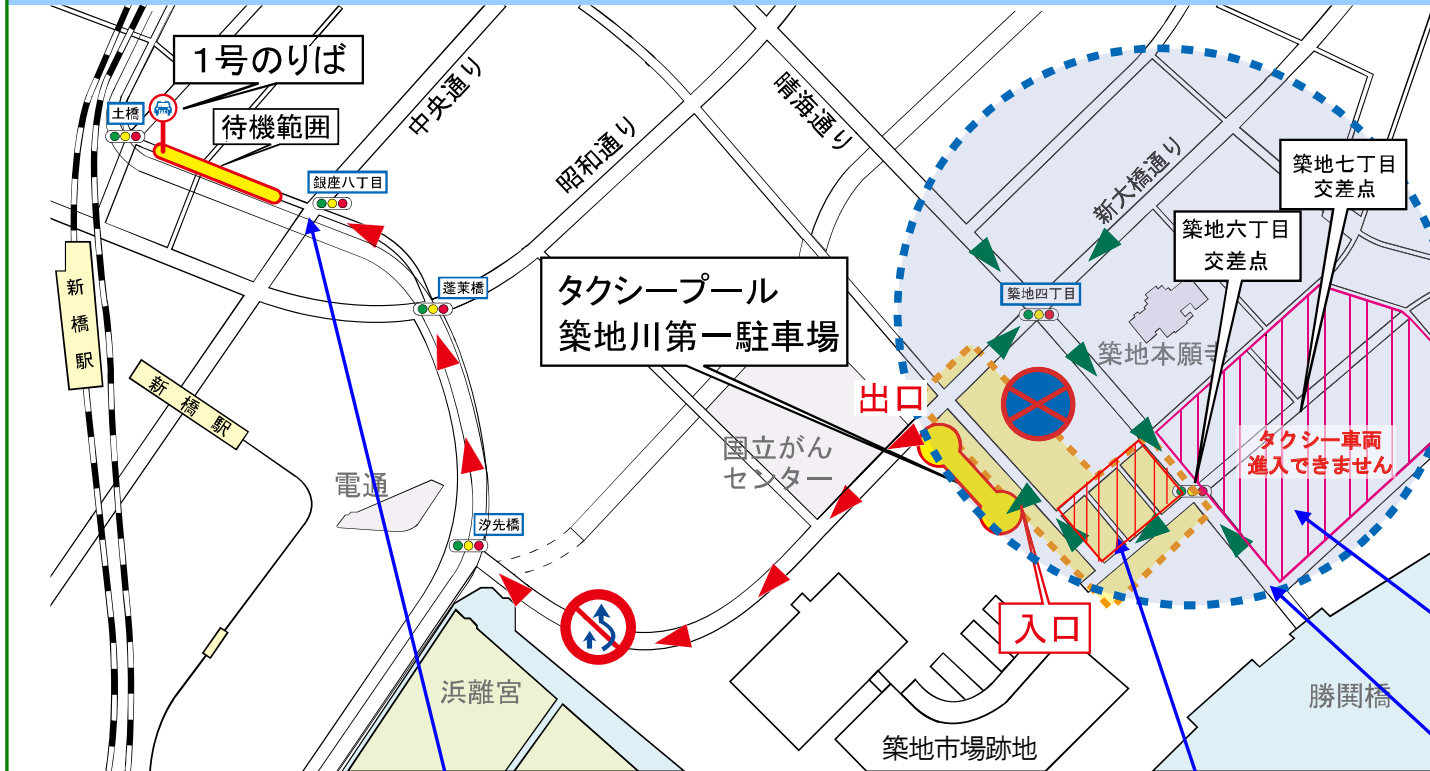 1号のりば
土橋
待機範囲
中央通り
晴海通り
昭和通り
銀座八丁目
新大橋通り
築地七丁目
交差点
築地六丁目
交差点
新橋駅
蓬莱橋
タクシープール
築地川第一駐車場
築地四丁目
築地本願寺
新橋駅
出口
タクシー車両
進入できません
国立がん
センター
電通
汐先橋
入口
浜離宮
勝鬨橋
築地市場跡地